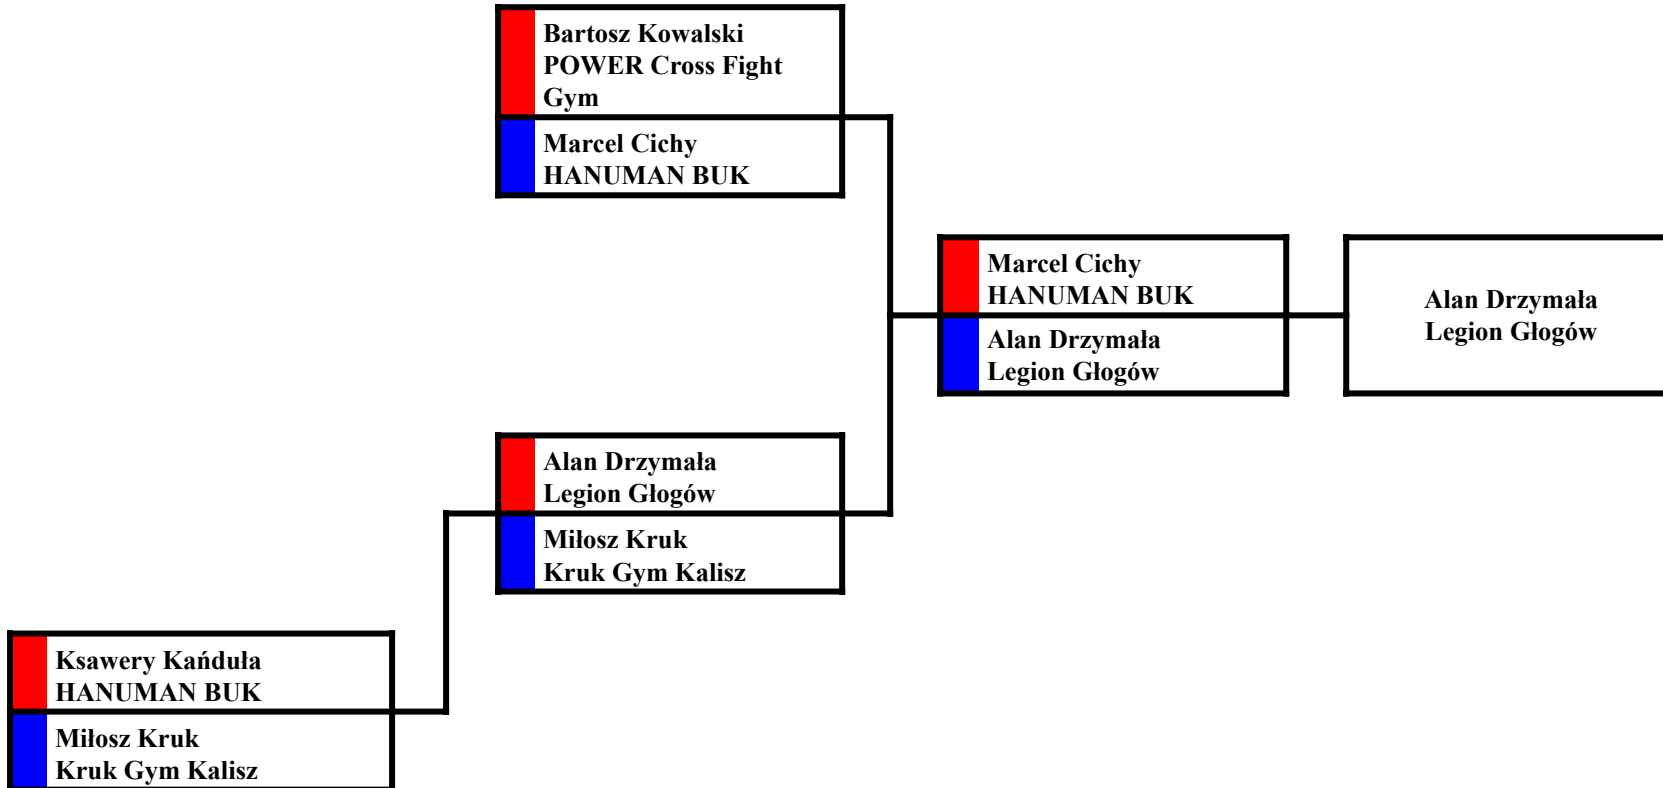 Bartosz Kowalski
POWER Cross Fight
Gym
Marcel Cichy
HANUMAN BUK
Marcel Cichy
HANUMAN BUK
Alan Drzymała
Legion Głogów
Alan Drzymała
Legion Głogów
Alan Drzymała
Legion Głogów
Miłosz Kruk
Kruk Gym Kalisz
Ksawery Kańduła
HANUMAN BUK
Miłosz Kruk
Kruk Gym Kalisz